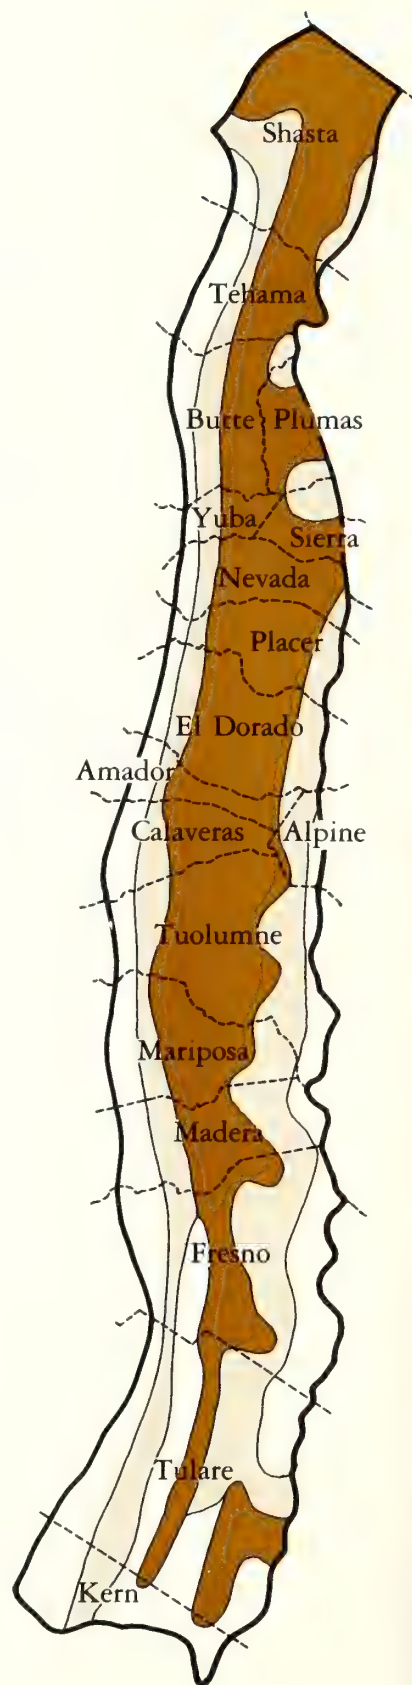 Shasta
Tehama
Butte Plumas
Yuba
Sierra
Nevada
Placer
El Dorado
Amador
Calaveras Alpine
Tuolumne
Mariposa
Madera
Fresno
Tulare
Kern